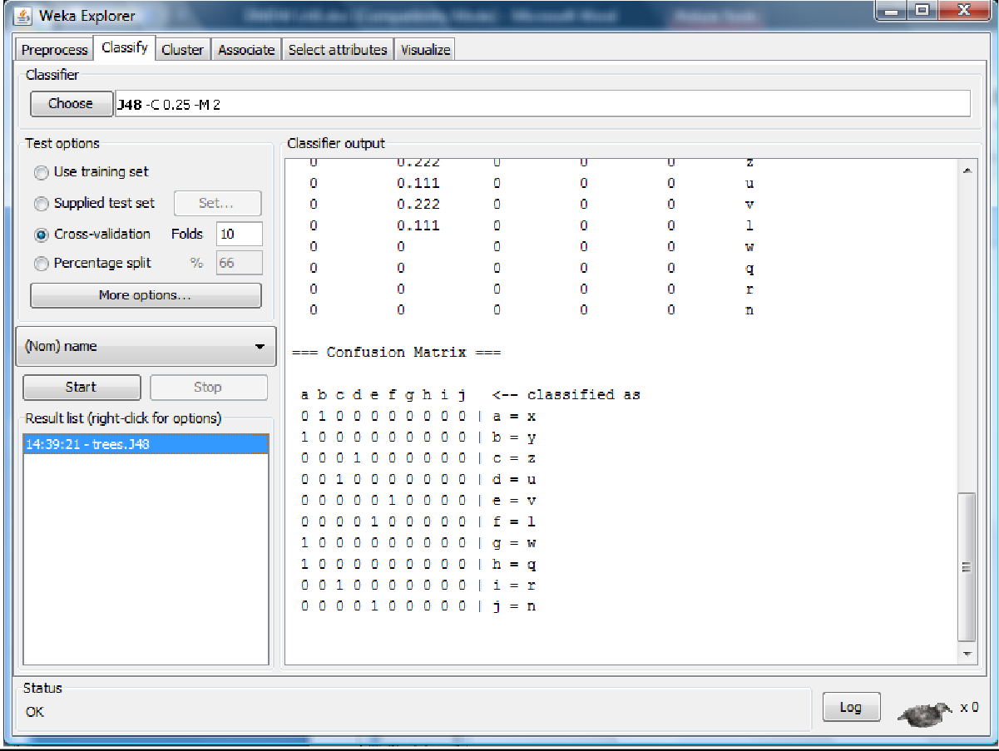 Weka Explorer
Preprocess Classify Cluster Associate Select attributes Visualize
Classifier
Choose J48 -C 0.25 -M 2
Test options
Use training set
Supplied test set Set...
Cross-validation Folds 10
Percentage split % 66
More options...
(Nom) name
Start Stop
Result list (right-click for options)
14:39:21 - trees.J48
Classifier output
0 0.222 0 0 0 z
0 0.111 0 0 0 u
0 0.222 0 0 0 v
0 0.111 0 0 0 l
0 0 0 0 0 w
0 0 0 0 0 q
0 0 0 0 0 r
0 0 0 0 0 n
=== Confusion Matrix ===
a b c d e f g h i j <-- classified as
0 1 0 0 0 0 0 0 0 0 | a = x
1 0 0 0 0 0 0 0 0 0 | b = y
0 0 0 1 0 0 0 0 0 0 | c = z
0 0 1 0 0 0 0 0 0 0 | d = u
0 0 0 0 0 1 0 0 0 0 | e = v
0 0 0 0 1 0 0 0 0 0 | f = l
1 0 0 0 0 0 0 0 0 0 | g = w
1 0 0 0 0 0 0 0 0 0 | h = q
0 0 1 0 0 0 0 0 0 0 | i = r
0 0 0 0 1 0 0 0 0 0 | j = n
Status
OK
Log x 0